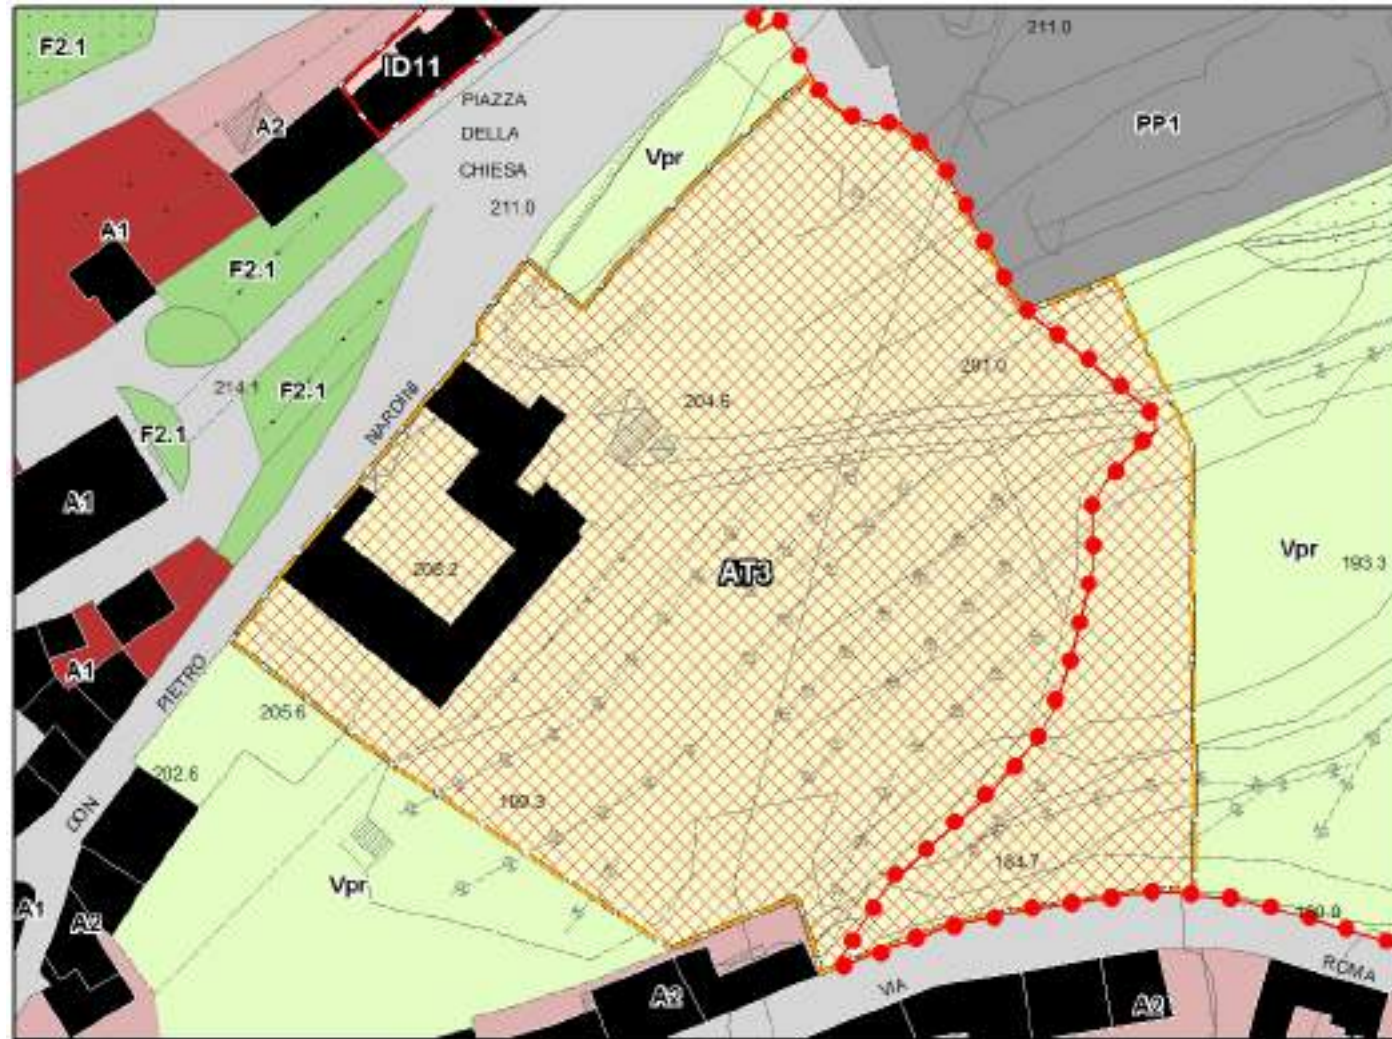 F2.1
ID11
211.0
A2
PIAZZA
DELLA
CHIESA
211.0
PP1
Vpr
A1
F2.1
214.1
F2.1
F2.1
NARDINI
204.6
201.0
A1
206.2
AT3
Vpr
193.3
A1
PIETRO
205.6
202.6
DON
199.3
184.7
Vpr
A1
A2
A2
VIA
ROMA
A2